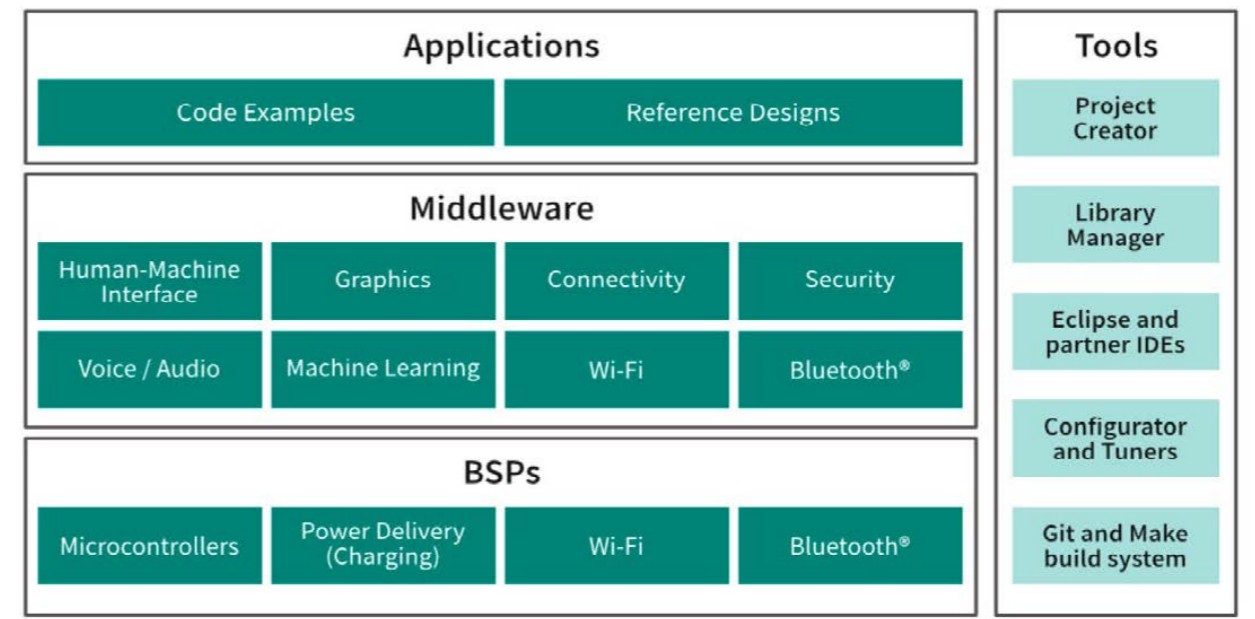 Applications
Code Examples
Reference Designs
Middleware
Human-Machine
Interface
Graphics
Connectivity
Security
Voice / Audio
Machine Learning
Wi-Fi
Bluetooth®
BSPs
Microcontrollers
Power Delivery
(Charging)
Wi-Fi
Bluetooth®
Tools
Project
Creator
Library
Manager
Eclipse and
partner IDEs
Configurator
and Tuners
Git and Make
build system